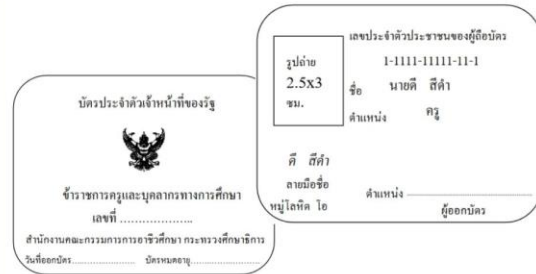 บัตรประจำตัวเจ้าหน้าที่ของรัฐ
ข้าราชการครูและบุคลากรทางการศึกษา
เลขที่ ....................
สำนักงานคณะกรรมการการอาชีวศึกษา กระทรวงศึกษาธิการ
วันที่ออกบัตร...................... บัตรหมดอายุ......................
เลขประจำตัวประชาชนของผู้ถือบัตร
1-1111-11111-11-1
รูปถ่าย
2.5x3
ซม.
ชื่อ นายดี สีดำ
ตำแหน่ง ครู
ดี สีดำ
ลายมือชื่อ
หมู่โลหิต โอ
ตำแหน่ง ....................................
ผู้ออกบัตร